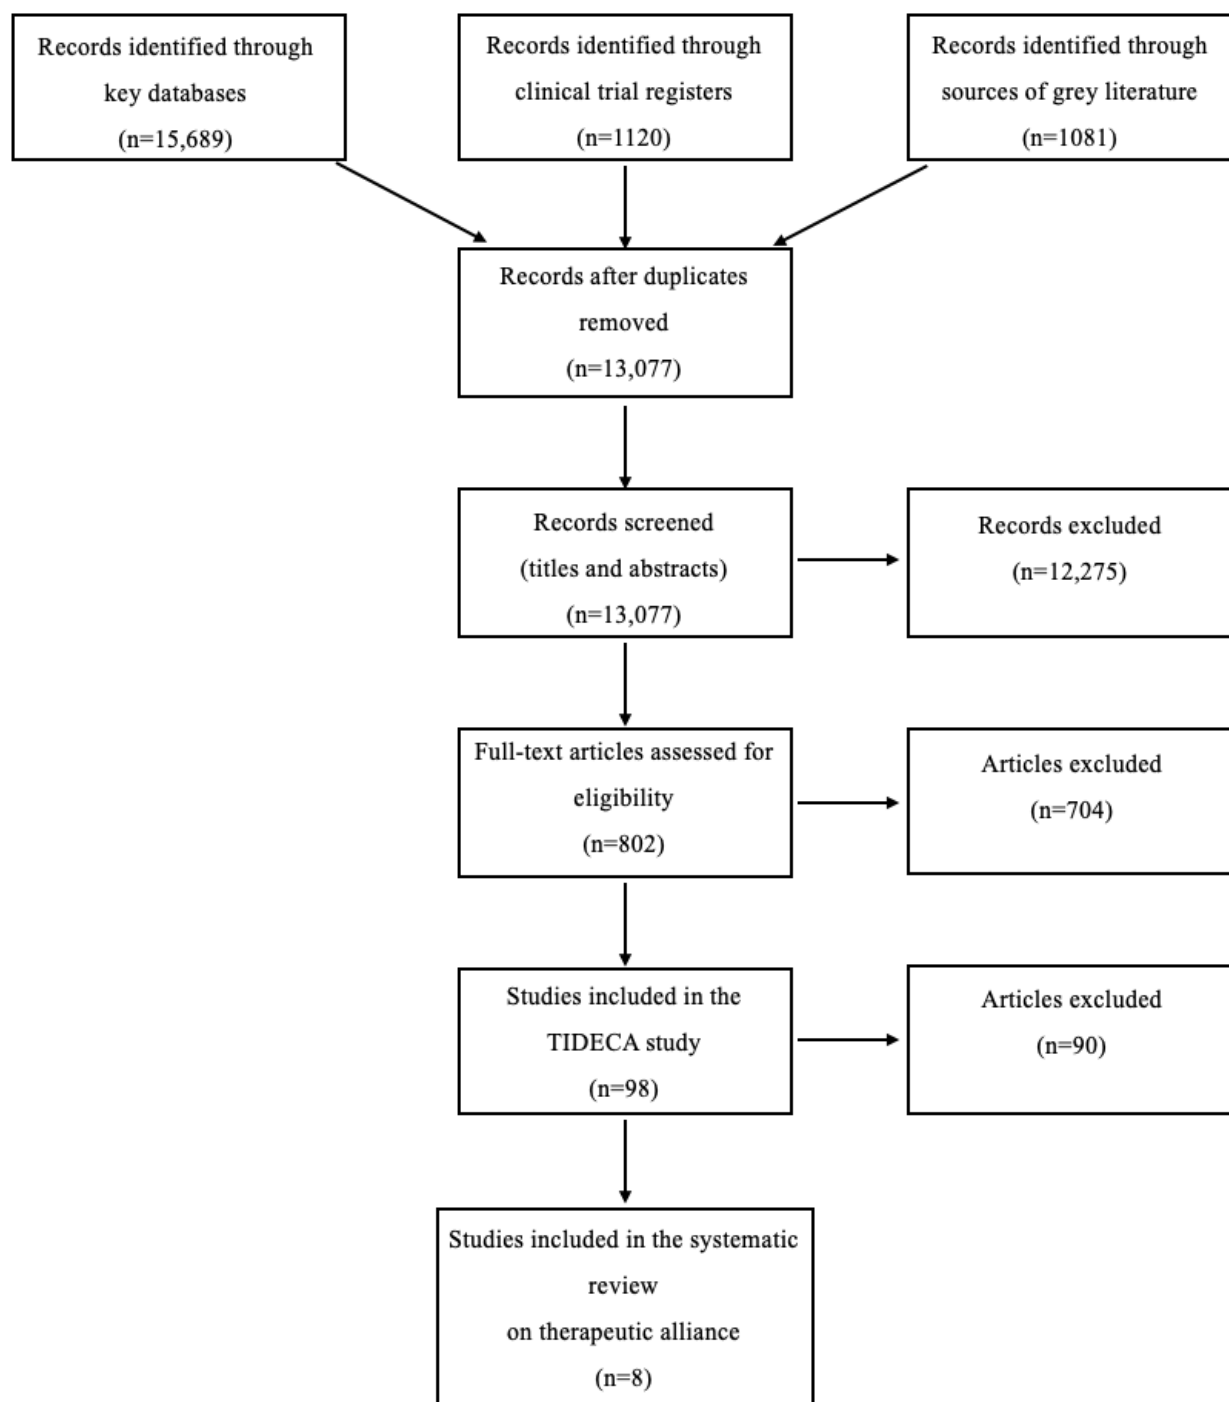 Records identified through
key databases
(n=15,689)
Records identified through
clinical trial registers
(n=1120)
Records identified through
sources of grey literature
(n=1081)
Records after duplicates
removed
(n=13,077)
Records screened
(titles and abstracts)
(n=13,077)
Records excluded
(n=12,275)
Full-text articles assessed for
eligibility
(n=802)
Articles excluded
(n=704)
Studies included in the
TIDECA study
(n=98)
Articles excluded
(n=90)
Studies included in the systematic
review
on therapeutic alliance
(n=8)